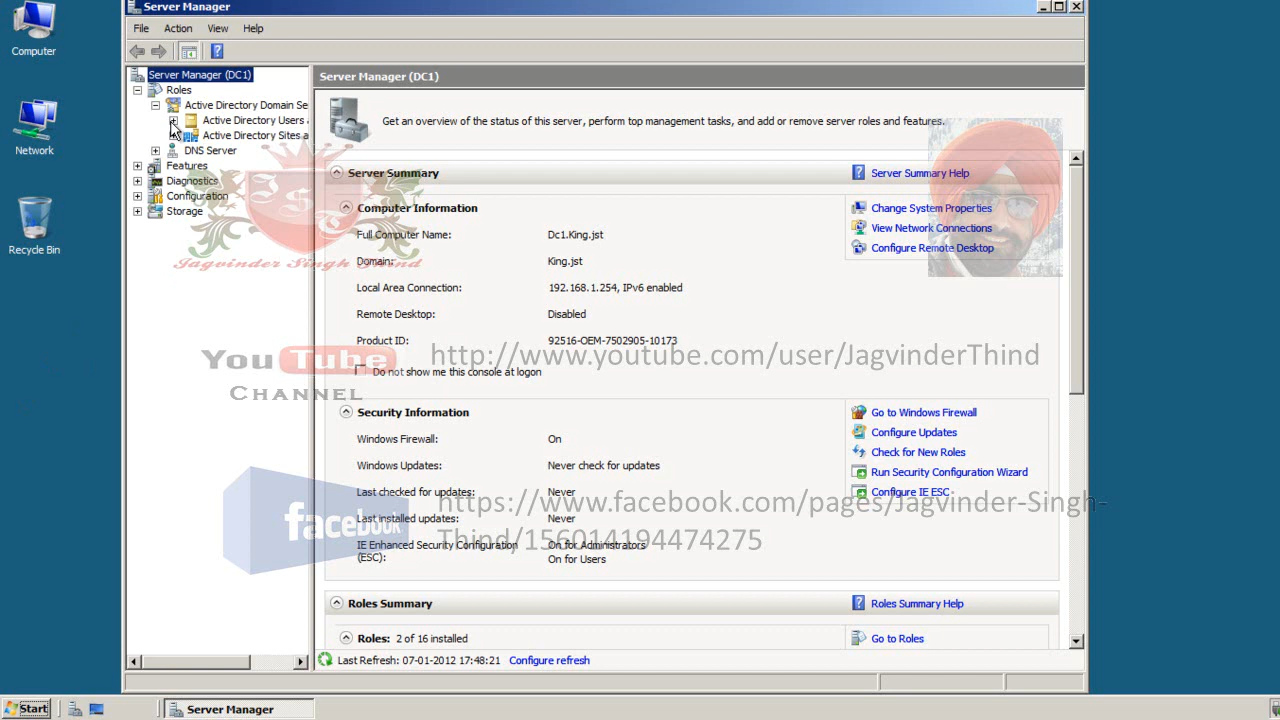 Server Manager
File Action View Help
Computer
Network
Recycle Bin
Server Manager (DC1)
Roles
Active Directory Domain Se
Active Directory Users
Active Directory Sites a
DNS Server
Features
Diagnostics
Configuration
Storage
Jagvinder Singh Thind
Server Manager (DC1)
Get an overview of the status of this server, perform top management tasks, and add or remove server roles and features.
Server Summary
Server Summary Help
Computer Information
Full Computer Name: Dc1.King.jst
Domain: King.jst
Local Area Connection: 192.168.1.254, IPv6 enabled
Remote Desktop: Disabled
Product ID: 92516-OEM-7502905-10173
Do not show me this console at logon
Change System Properties
View Network Connections
Configure Remote Desktop
YouTube
CHANNEL
http://www.youtube.com/user/JagvinderThind
Security Information
Windows Firewall: On
Windows Updates: Never check for updates
Last checked for updates: Never
Last installed updates: Never
IE Enhanced Security Configuration (ESC): On for Administrators
On for Users
Go to Windows Firewall
Configure Updates
Check for New Roles
Run Security Configuration Wizard
Configure IE ESC
facebook
https://www.facebook.com/pages/Jagvinder-Singh-
Thind/156014194474275
Roles Summary
Roles Summary Help
Roles: 2 of 16 installed
Go to Roles
Last Refresh: 07-01-2012 17:48:21 Configure refresh
Start
Server Manager